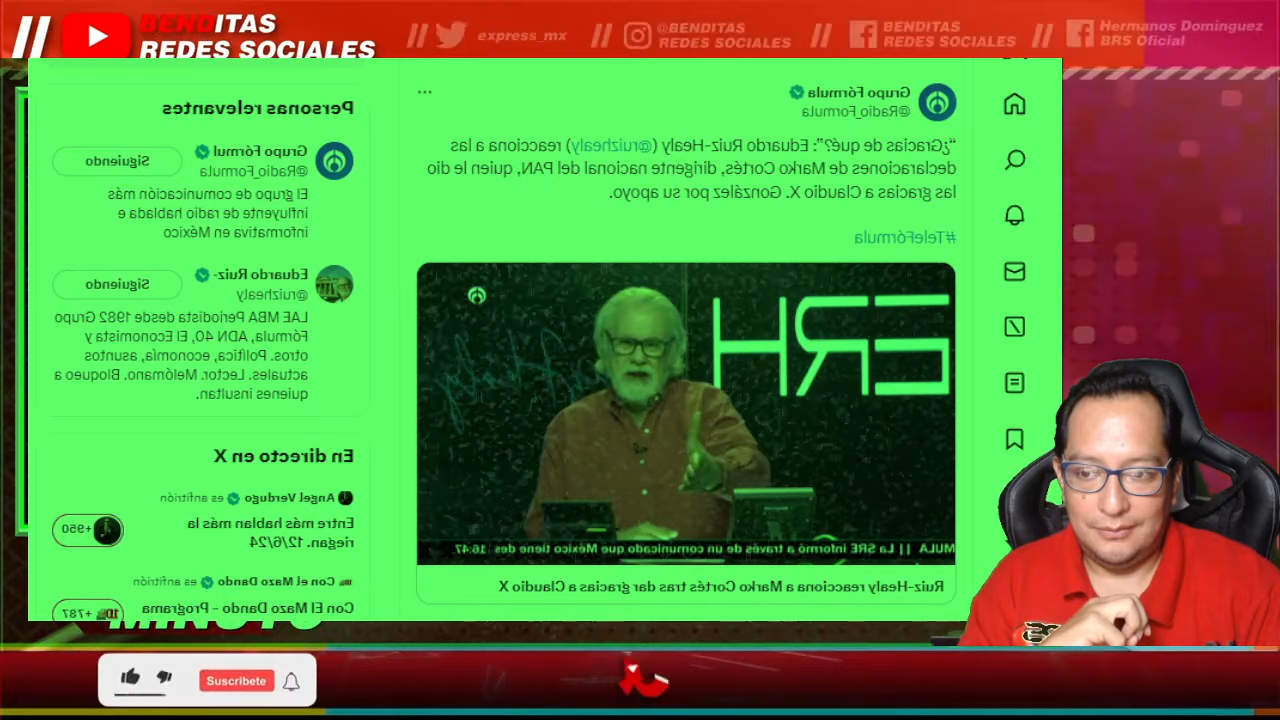 BENDITAS
REDES SOCIALES
express_mx
@BENDITAS
REDES SOCIALES
BENDITAS
REDES SOCIALES
Hermanos Dominguez
BRS Oficial
Grupo Fórmula
@Radio_Formula
“¿Gracias de qué?”: Eduardo Ruiz-Healy (@ruizhealy) reacciona a las
declaraciones de Marko Cortés, dirigente nacional del PAN, quien le dio
las gracias a Claudio X. González por su apoyo.
#TeleFórmula
ERH
MULA || La SRE informó a través de un comunicado que México tiene des 16:47.
Ruiz-Healy reacciona a Marko Cortés tras dar gracias a Claudio X
Personas relevantes
Grupo Fórmul
@Radio_Formula
Siguiendo
El grupo de comunicación más
influyente de radio hablada e
informativa en México
Eduardo Ruiz-
@ruizhealy
Siguiendo
LAE MBA Periodista desde 1982 Grupo
Fórmula, ADN 40, El Economista y
otros. Política, economía, asuntos
actuales. Lector. Melómano. Bloqueo a
quienes insultan.
En directo en X
Angel Verdugo es anfitrión
Entre más hablan más la
riegan. 12/6/24
+950
Con el Mazo Dando es anfitrión
Con El Mazo Dando - Programa
+787
MINUTO
Suscribete